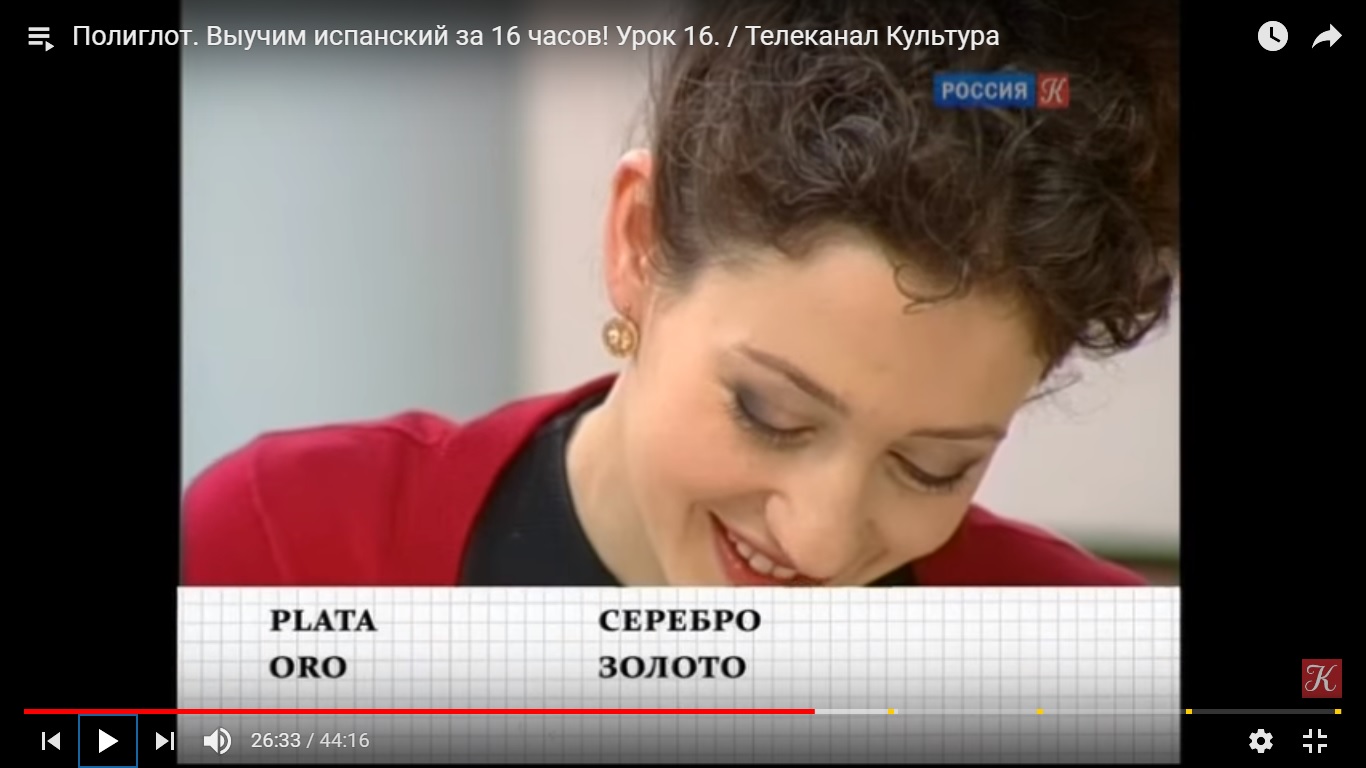 Полиглот. Выучим испанский за 16 часов! Урок 16. / Телеканал Культура
РОССИЯ К
PLATA СЕРЕБРО
ORO ЗОЛОТО
К
26:33 / 44:16